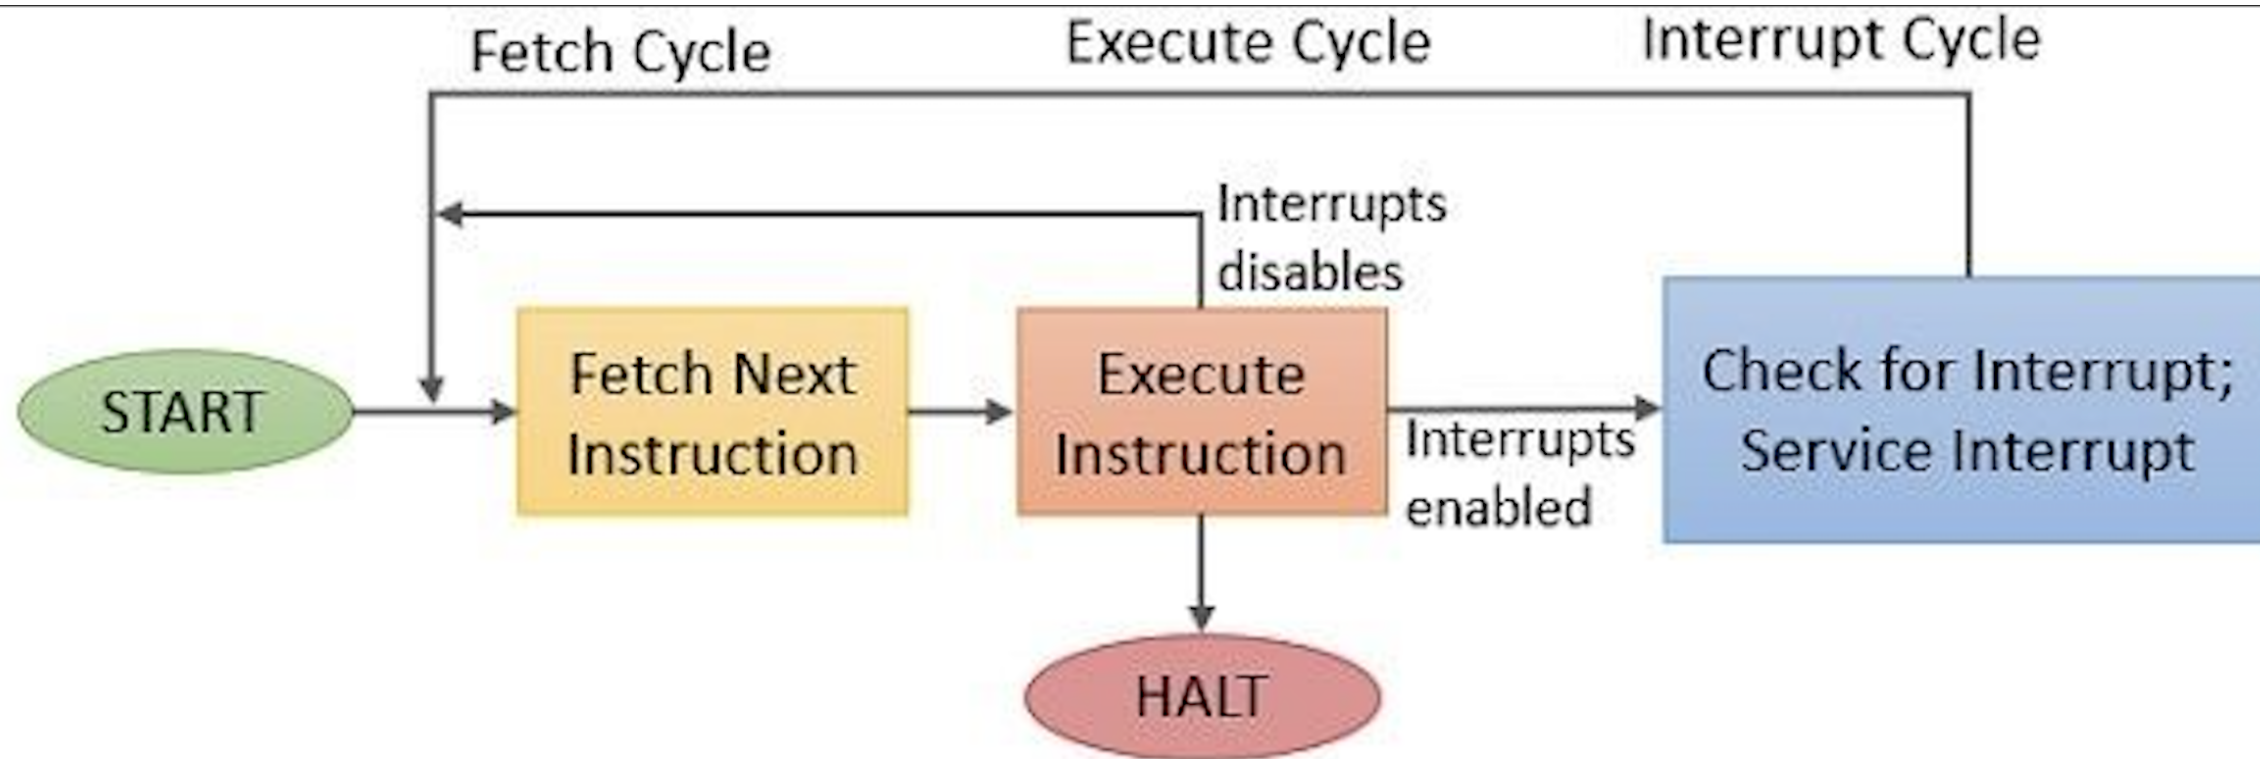 Fetch Cycle
Execute Cycle
Interrupt Cycle
Interrupts
disables
START
Fetch Next
Instruction
Execute
Instruction
Interrupts
enabled
Check for Interrupt;
Service Interrupt
HALT